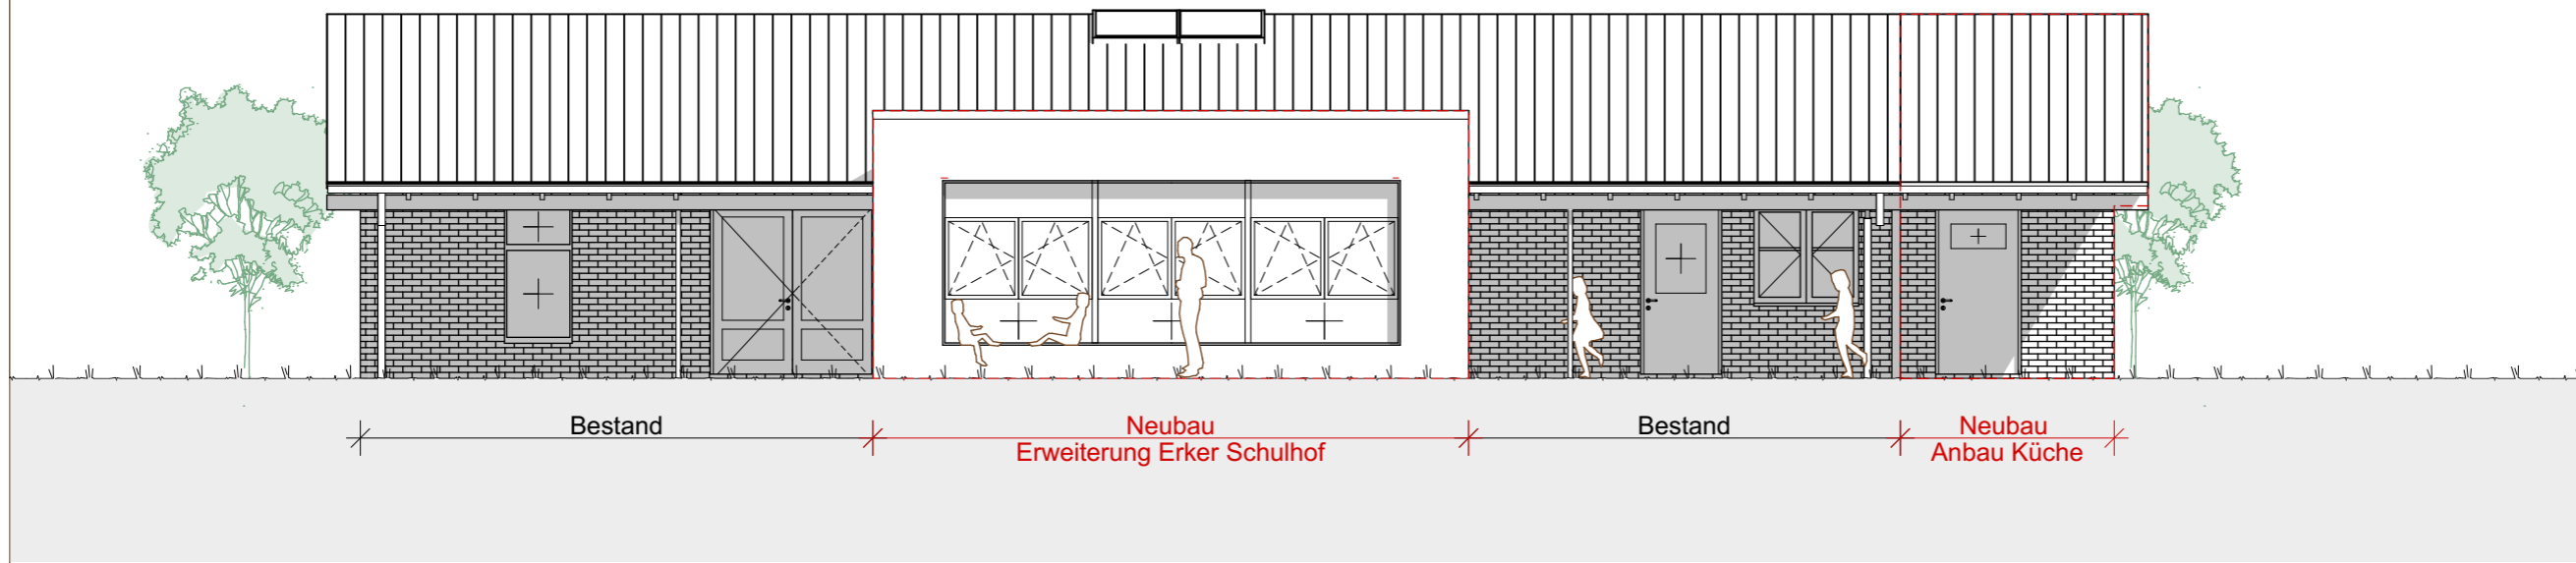 Bestand
Neubau
Erweiterung Erker Schulhof
Bestand
Neubau
Anbau Küche